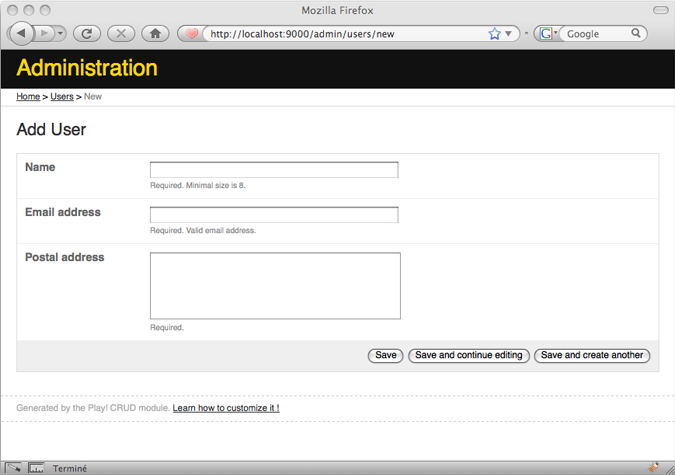 Mozilla Firefox
http://localhost:9000/admin/users/new
G
Google
Administration
Home > Users > New
Add User
Name
Required. Minimal size is 8.
Email address
Required. Valid email address.
Postal address
Required.
Save Save and continue editing Save and create another
Generated by the Play! CRUD module. Learn how to customize it !
Terminé